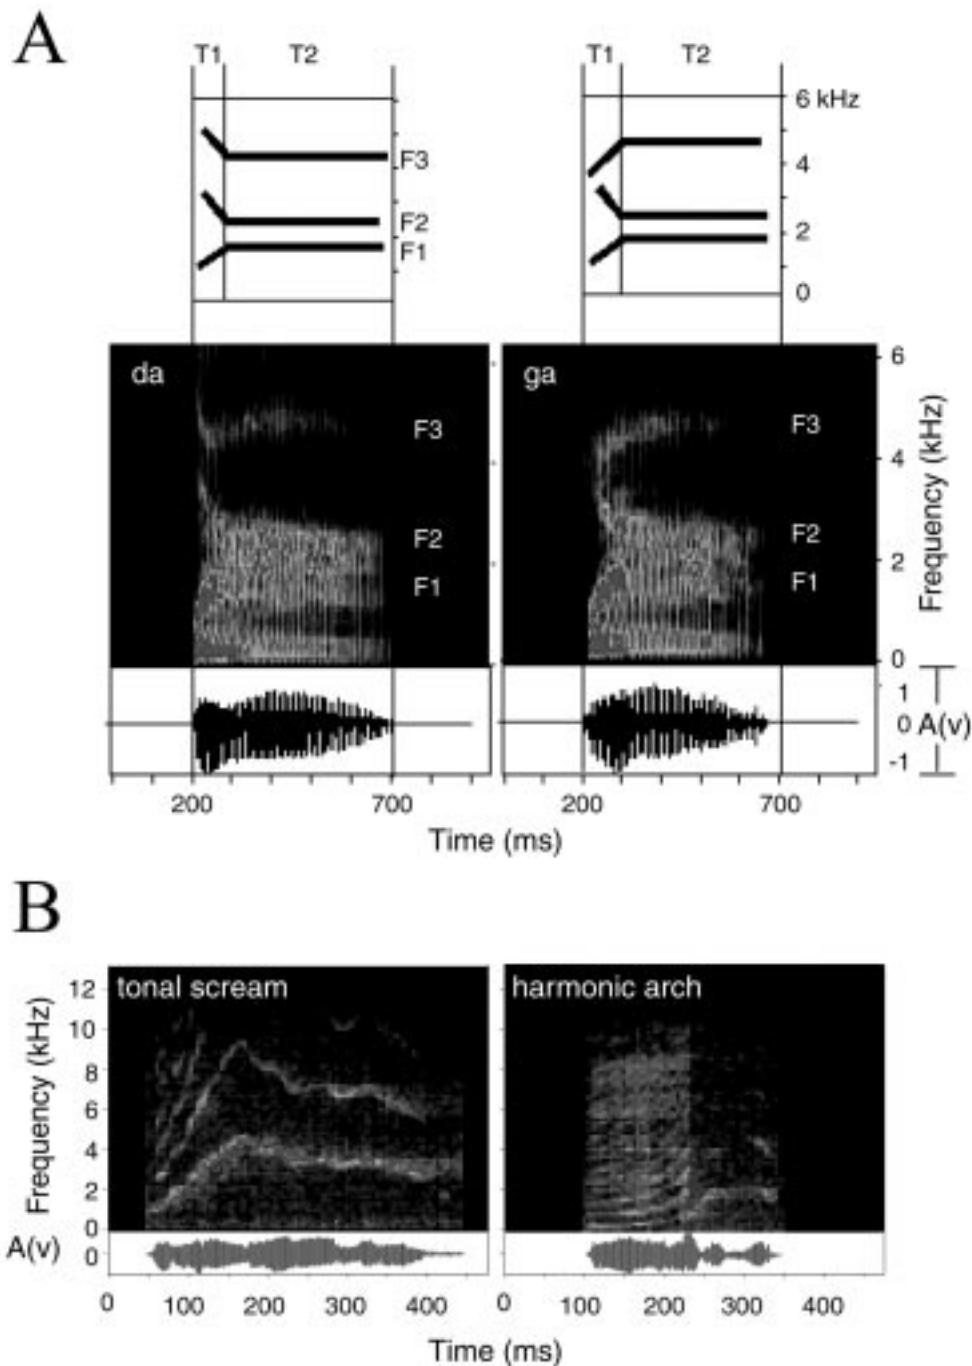 A
T1 T2 T1 T2
6 kHz
F3 4
F2
F1 2
0
da ga 6
F3 F3
4
F2 F2
F1 F1 2
0
Frequency (kHz)
1
0 A(v)
-1
200 700 200 700
Time (ms)
B
tonal scream harmonic arch
12
10
8
6
4
2
0
Frequency (kHz)
A(v) 0
0 100 200 300 400 0 100 200 300 400
Time (ms)